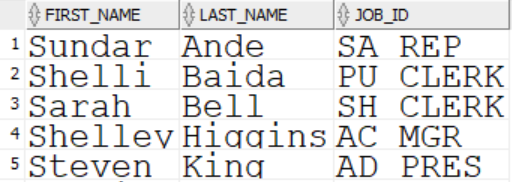 FIRST_NAME LAST_NAME JOB_ID
1 Sundar Ande SA REP
2 Shelli Baida PU CLERK
3 Sarah Bell SH CLERK
4 Shelley Higgins AC MGR
5 Steven King AD PRES